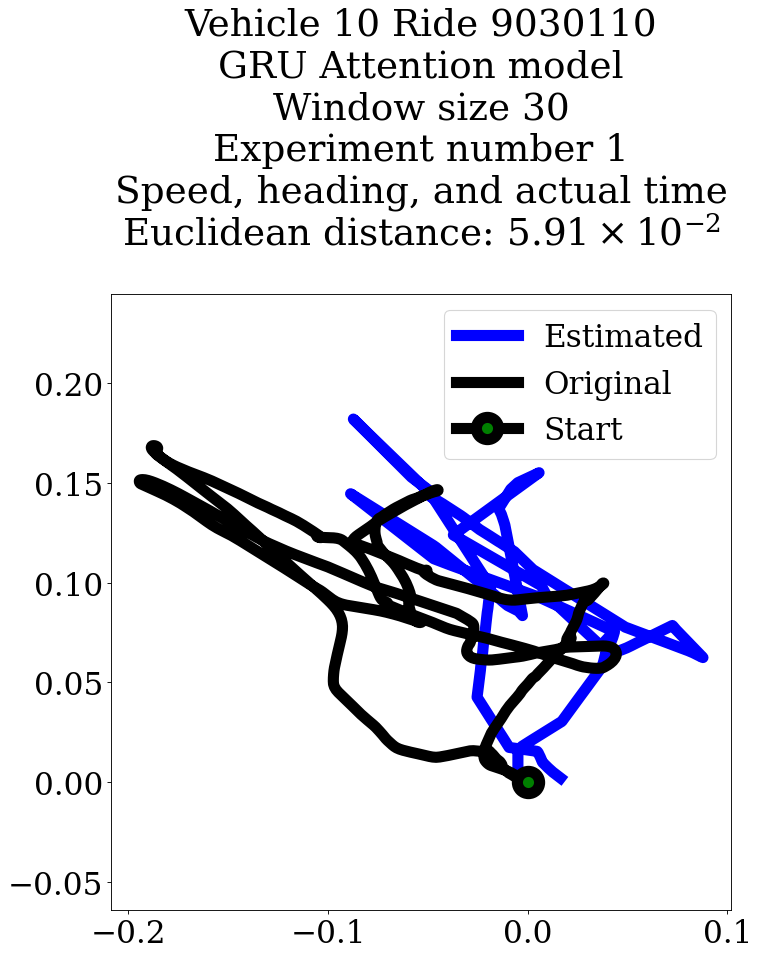 Vehicle 10 Ride 9030110
GRU Attention model
Window size 30
Experiment number 1
Speed, heading, and actual time
Euclidean distance: 5.91 × 10⁻²
Estimated
Original
Start
0.20
0.15
0.10
0.05
0.00
−0.05
−0.2 −0.1 0.0 0.1